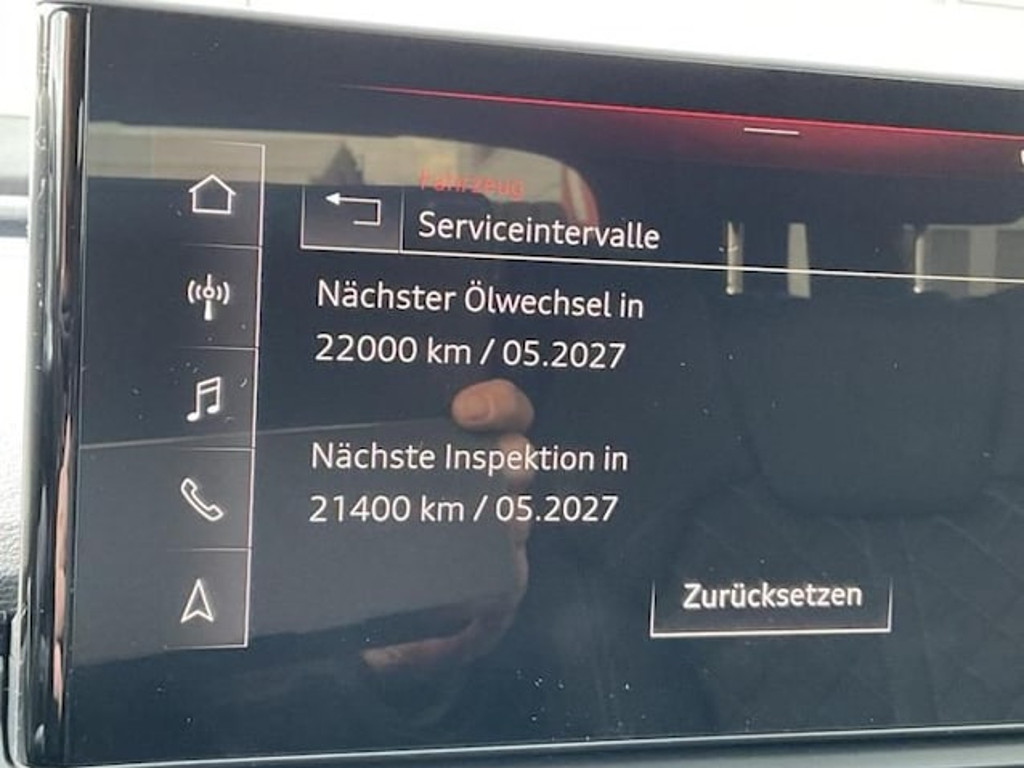 Fahrzeug
Serviceintervalle
Nächster Ölwechsel in
22000 km / 05.2027
Nächste Inspektion in
21400 km / 05.2027
Zurücksetzen